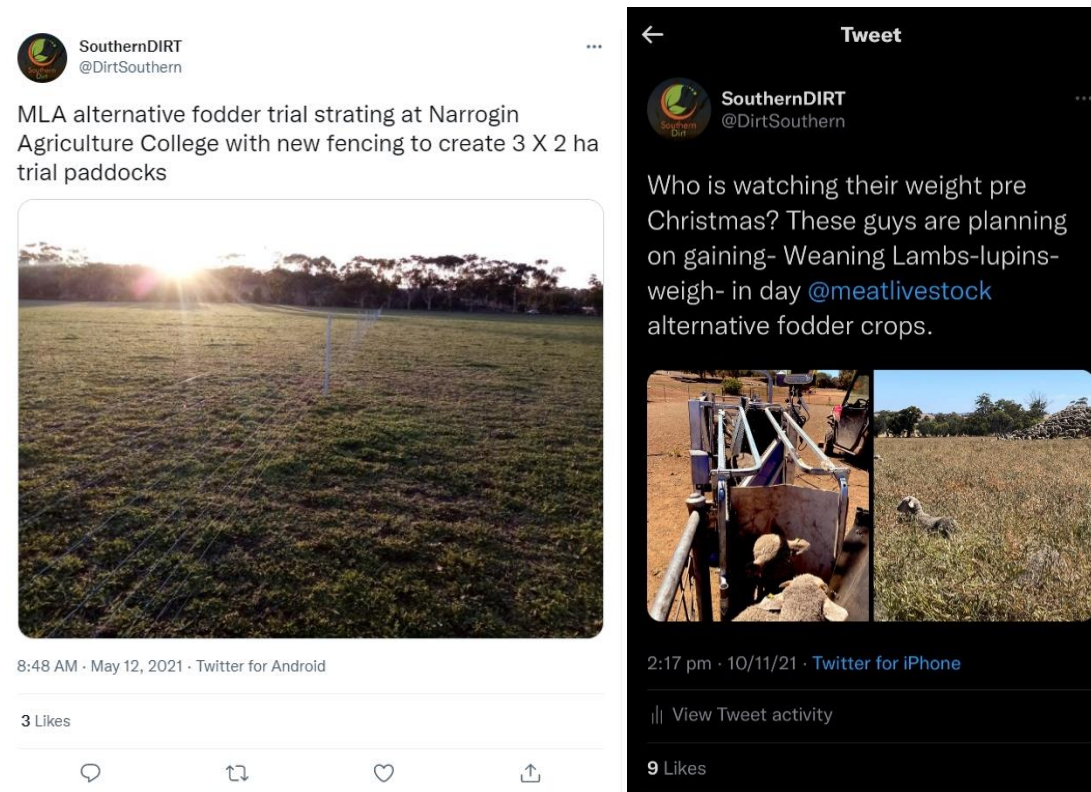 SouthernDIRT
@DirtSouthern
MLA alternative fodder trial strating at Narrogin
Agriculture College with new fencing to create 3 X 2 ha
trial paddocks
8:48 AM · May 12, 2021 · Twitter for Android
3 Likes
Tweet
Southern
Dirt
SouthernDIRT
@DirtSouthern
Who is watching their weight pre
Christmas? These guys are planning
on gaining- Weaning Lambs-lupins-
weigh- in day @meatlivestock
alternative fodder crops.
2:17 pm · 10/11/21 · Twitter for iPhone
View Tweet activity
9 Likes